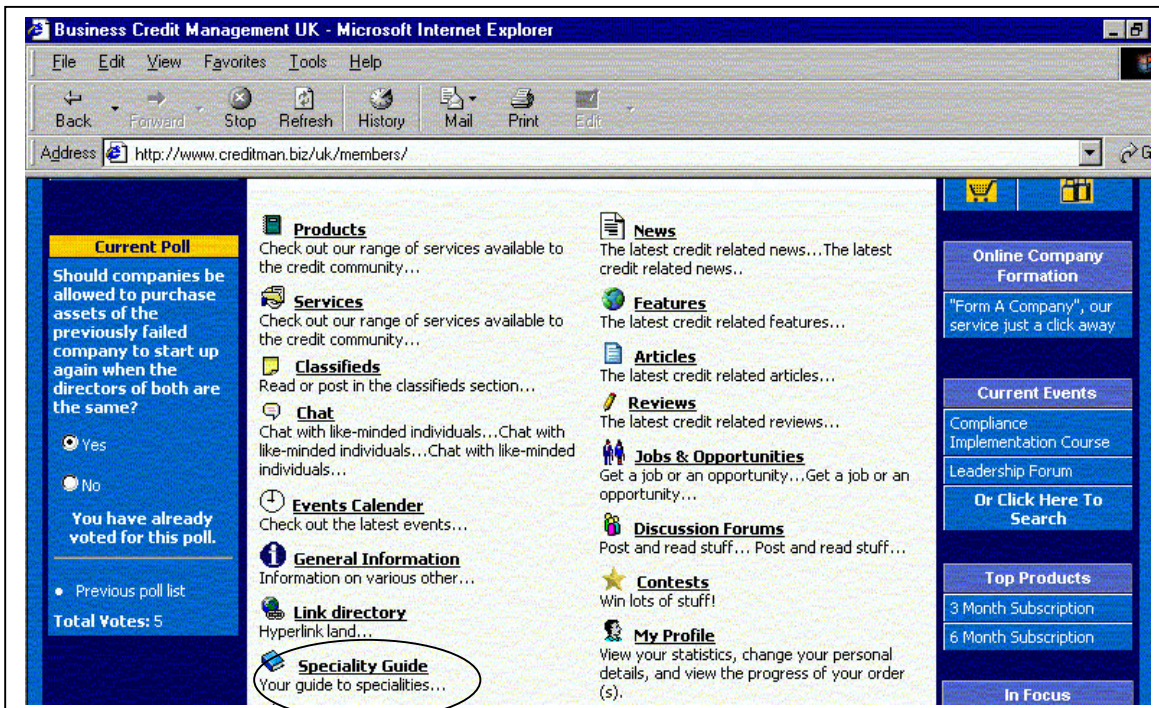 Business Credit Management UK - Microsoft Internet Explorer
File Edit View Favorites Tools Help
Back Forward Stop Refresh History Mail Print Edit
Address http://www.creditman.biz/uk/members/ G
Current Poll
Should companies be
allowed to purchase
assets of the
previously failed
company to start up
again when the
directors of both are
the same?
Yes
No
You have already
voted for this poll.
Previous poll list
Total Votes: 5
Products
Check out our range of services available to
the credit community...
Services
Check out our range of services available to
the credit community...
Classifieds
Read or post in the classifieds section...
Chat
Chat with like-minded individuals...Chat with
like-minded individuals...Chat with like-minded
individuals...
Events Calender
Check out the latest events...
General Information
Information on various other...
Link directory
Hyperlink land...
Speciality Guide
Your guide to specialities...
News
The latest credit related news...The latest
credit related news..
Features
The latest credit related features...
Articles
The latest credit related articles...
Reviews
The latest credit related reviews...
Jobs & Opportunities
Get a job or an opportunity...Get a job or an
opportunity...
Discussion Forums
Post and read stuff... Post and read stuff...
Contests
Win lots of stuff!
My Profile
View your statistics, change your personal
details, and view the progress of your order
(s).
Online Company
Formation
"Form A Company", our
service just a click away
Current Events
Compliance
Implementation Course
Leadership Forum
Or Click Here To
Search
Top Products
3 Month Subscription
6 Month Subscription
In Focus